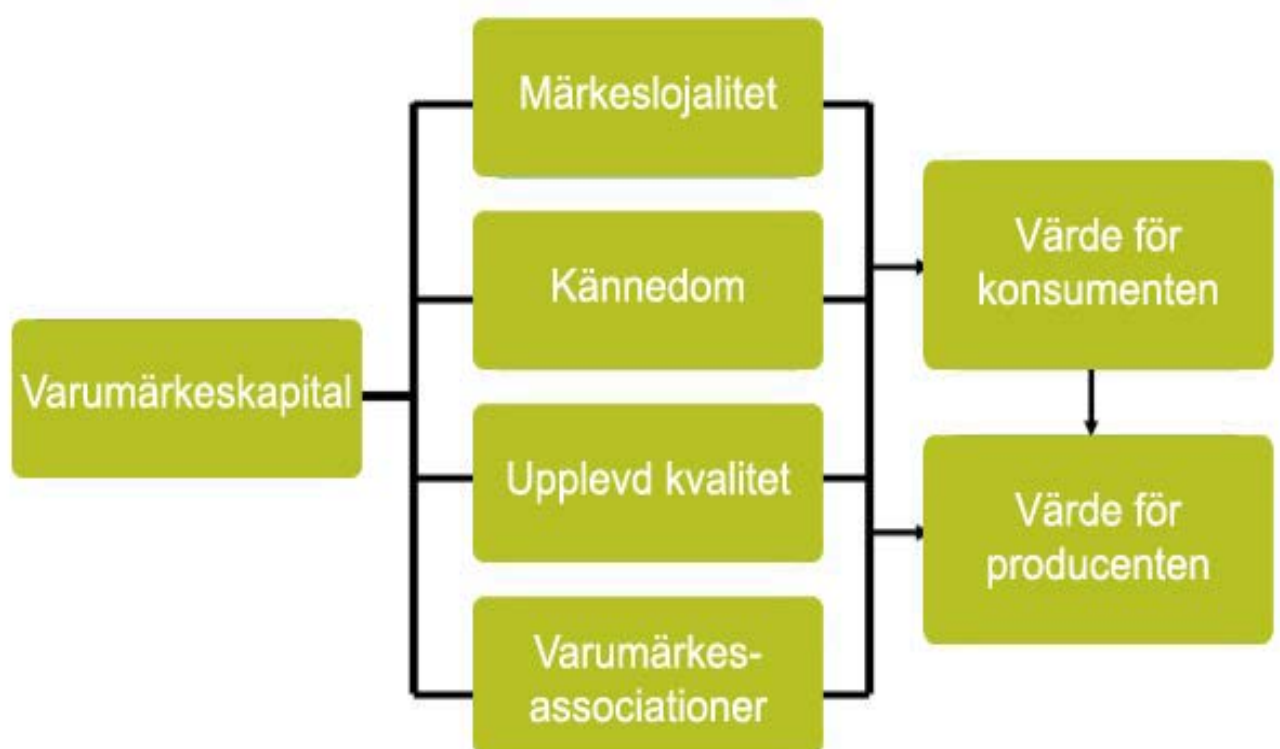 Varumärkeskapital
Märkeslojalitet
Kännedom
Upplevd kvalitet
Varumärkes-
associationer
Värde för
konsumenten
Värde för
producenten